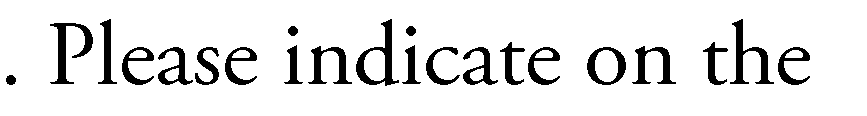 . Please indicate on the